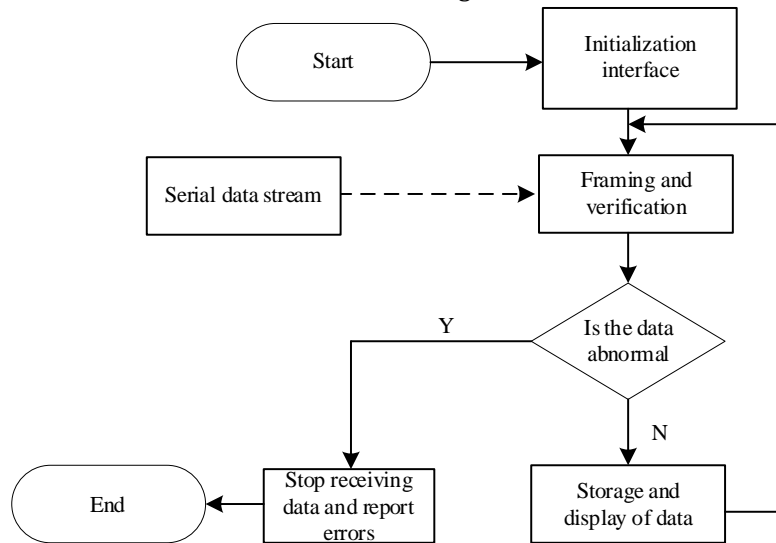 Start
Initialization
interface
Serial data stream
Framing and
verification
Is the data
abnormal
Y
N
End
Stop receiving
data and report
errors
Storage and
display of data